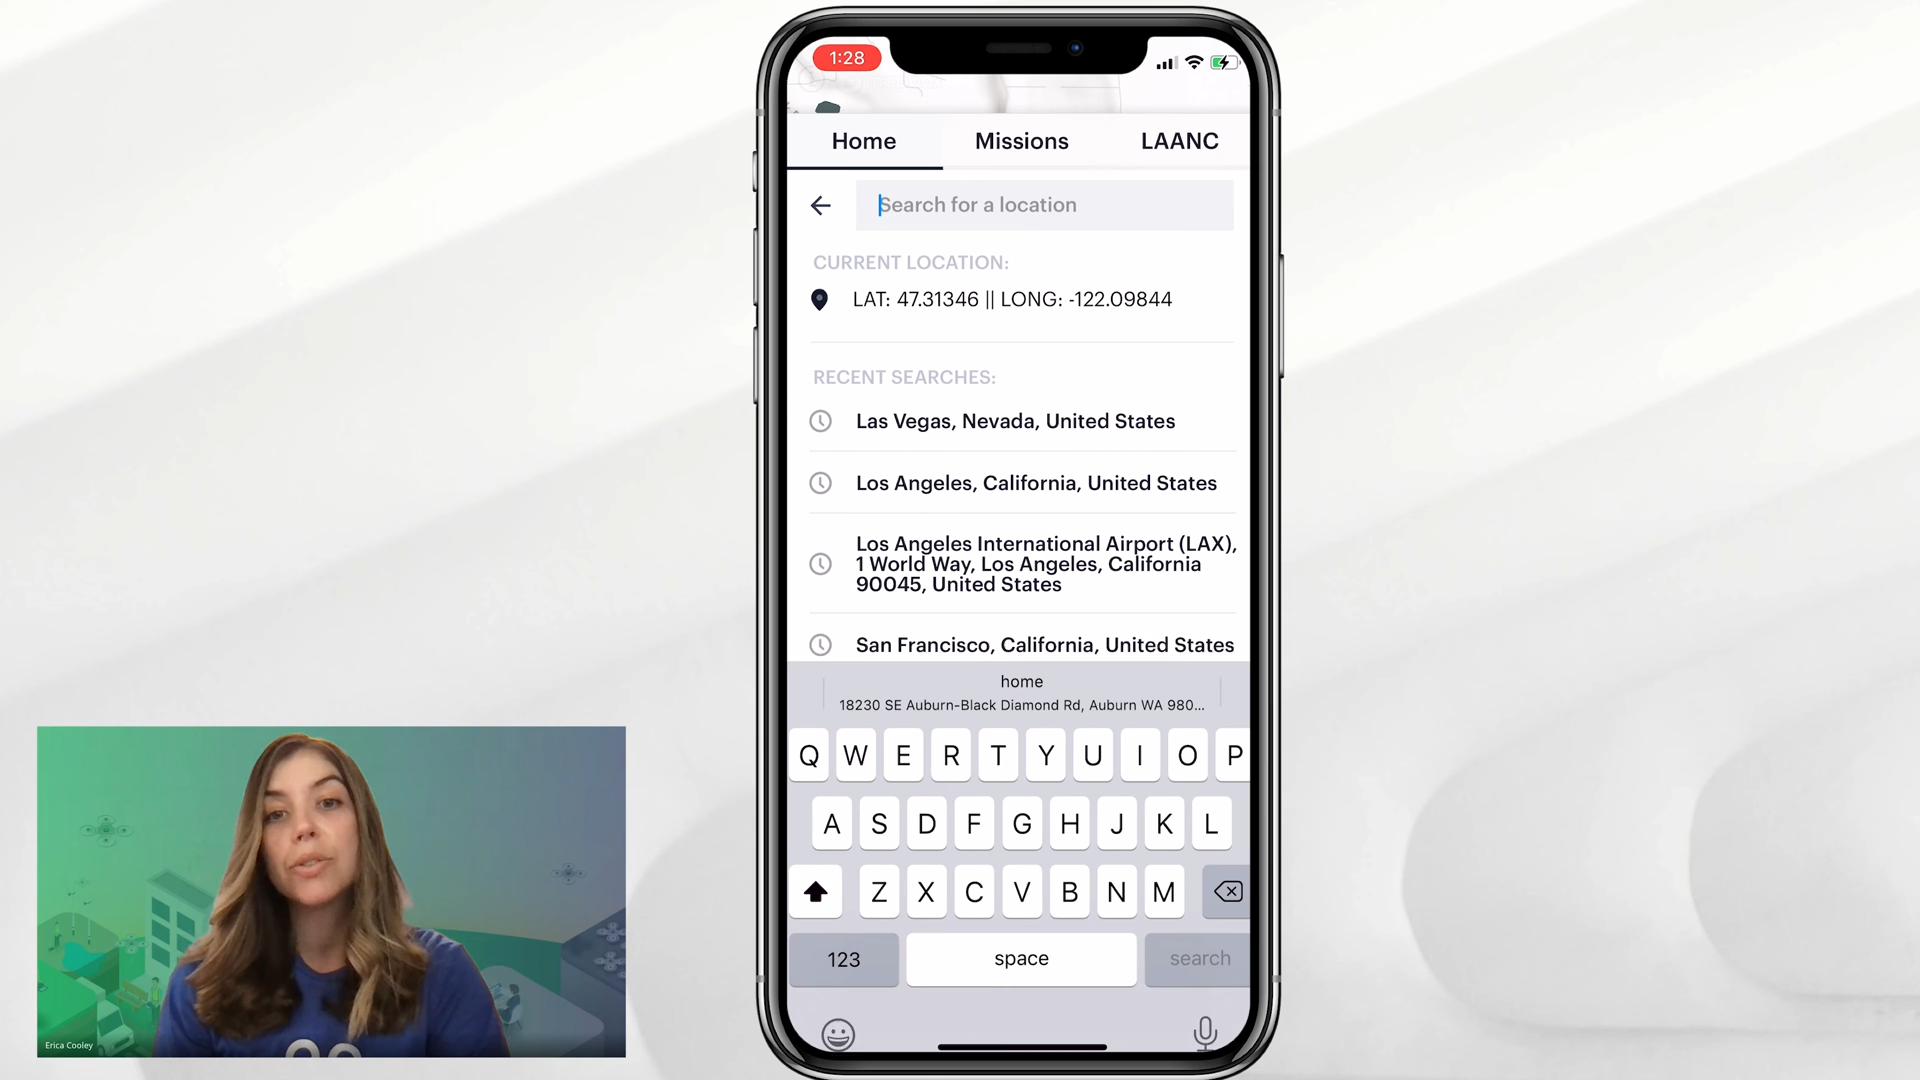 1:28
Home
Missions
LAANC
Search for a location
CURRENT LOCATION:
LAT: 47.31346 || LONG: -122.09844
RECENT SEARCHES:
Las Vegas, Nevada, United States
Los Angeles, California, United States
Los Angeles International Airport (LAX),
1 World Way, Los Angeles, California
90045, United States
San Francisco, California, United States
home
18230 SE Auburn-Black Diamond Rd, Auburn WA 980...
Q W E R T Y U I O P
A S D F G H J K L
Z X C V B N M
123
space
search
Erica Cooley